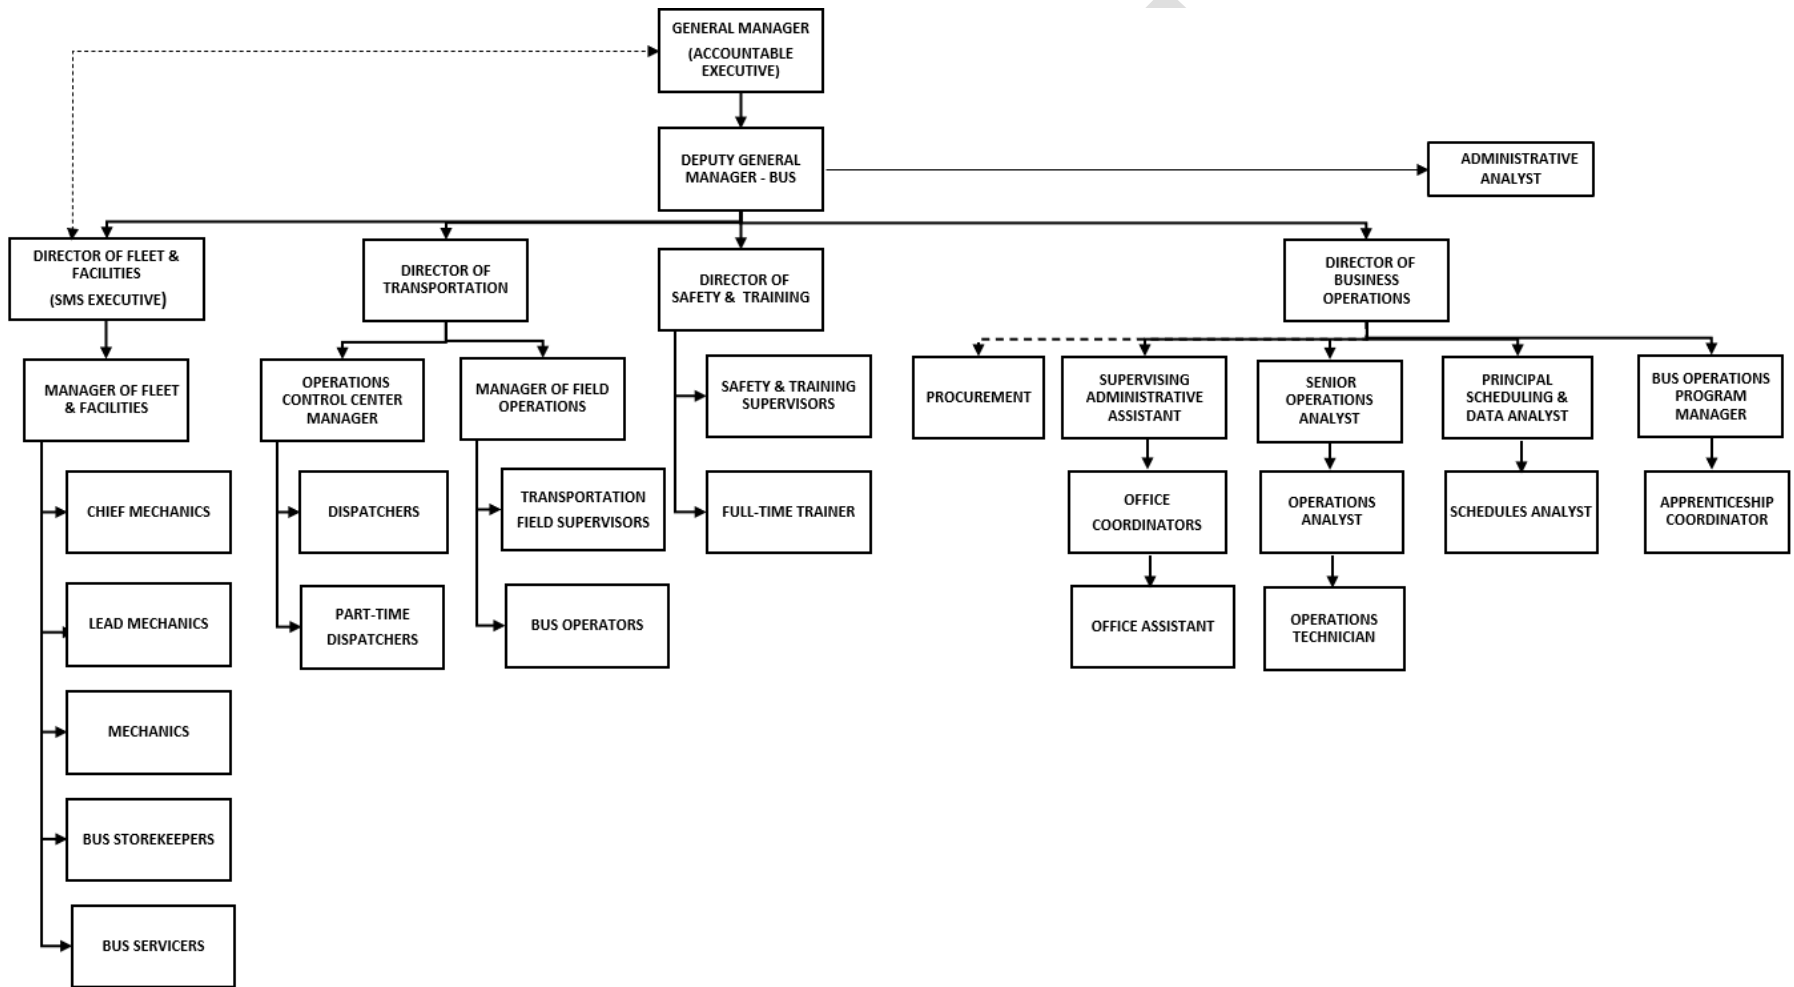 GENERAL MANAGER
(ACCOUNTABLE
EXECUTIVE)
DEPUTY GENERAL
MANAGER - BUS
ADMINISTRATIVE
ANALYST
DIRECTOR OF FLEET &
FACILITIES
(SMS EXECUTIVE)
DIRECTOR OF
TRANSPORTATION
DIRECTOR OF
SAFETY & TRAINING
DIRECTOR OF
BUSINESS
OPERATIONS
MANAGER OF FLEET
& FACILITIES
OPERATIONS
CONTROL CENTER
MANAGER
MANAGER OF FIELD
OPERATIONS
SAFETY & TRAINING
SUPERVISORS
PROCUREMENT
SUPERVISING
ADMINISTRATIVE
ASSISTANT
SENIOR
OPERATIONS
ANALYST
PRINCIPAL
SCHEDULING &
DATA ANALYST
BUS OPERATIONS
PROGRAM
MANAGER
CHIEF MECHANICS
DISPATCHERS
TRANSPORTATION
FIELD SUPERVISORS
FULL-TIME TRAINER
OFFICE
COORDINATORS
OPERATIONS
ANALYST
SCHEDULES ANALYST
APPRENTICESHIP
COORDINATOR
LEAD MECHANICS
PART-TIME
DISPATCHERS
BUS OPERATORS
OFFICE ASSISTANT
OPERATIONS
TECHNICIAN
MECHANICS
BUS STOREKEEPERS
BUS SERVICERS